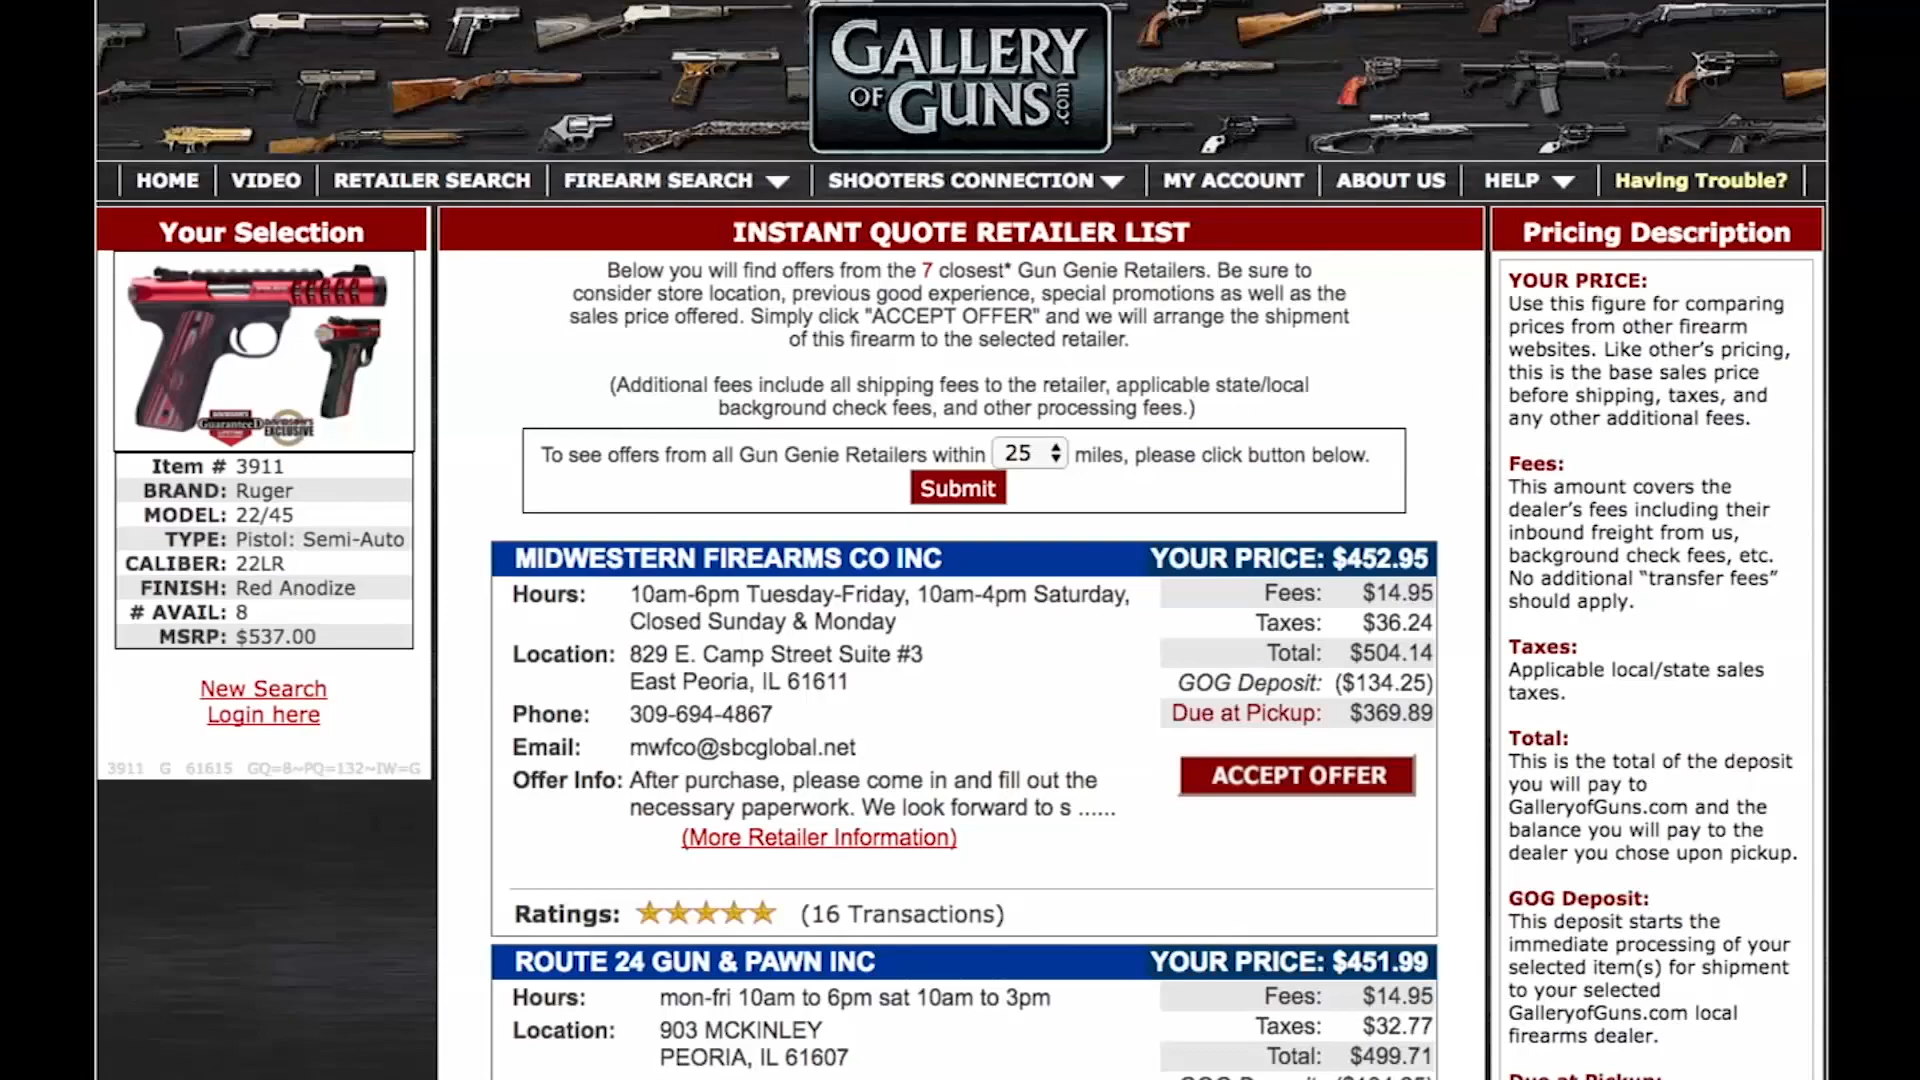 GALLERY
OF GUNS.com
HOME
VIDEO
RETAILER SEARCH
FIREARM SEARCH
SHOOTERS CONNECTION
MY ACCOUNT
ABOUT US
HELP
Having Trouble?
Your Selection
GuaranteeD
EXCLUSIVE
Item # 3911
BRAND: Ruger
MODEL: 22/45
TYPE: Pistol: Semi-Auto
CALIBER: 22LR
FINISH: Red Anodize
# AVAIL: 8
MSRP: $537.00
New Search
Login here
3911 G 61615 GQ=8~PQ=132~IW=G
INSTANT QUOTE RETAILER LIST
Below you will find offers from the 7 closest* Gun Genie Retailers. Be sure to
consider store location, previous good experience, special promotions as well as the
sales price offered. Simply click "ACCEPT OFFER" and we will arrange the shipment
of this firearm to the selected retailer.
(Additional fees include all shipping fees to the retailer, applicable state/local
background check fees, and other processing fees.)
To see offers from all Gun Genie Retailers within 25 miles, please click button below.
Submit
MIDWESTERN FIREARMS CO INC YOUR PRICE: $452.95
Hours: 10am-6pm Tuesday-Friday, 10am-4pm Saturday,
Closed Sunday & Monday
Location: 829 E. Camp Street Suite #3
East Peoria, IL 61611
Phone: 309-694-4867
Email: mwfco@sbcglobal.net
Offer Info: After purchase, please come in and fill out the
necessary paperwork. We look forward to s ......
(More Retailer Information)
Fees: $14.95
Taxes: $36.24
Total: $504.14
GOG Deposit: ($134.25)
Due at Pickup: $369.89
ACCEPT OFFER
Ratings: (16 Transactions)
ROUTE 24 GUN & PAWN INC YOUR PRICE: $451.99
Hours: mon-fri 10am to 6pm sat 10am to 3pm
Location: 903 MCKINLEY
PEORIA, IL 61607
Fees: $14.95
Taxes: $32.77
Total: $499.71
Pricing Description
YOUR PRICE:
Use this figure for comparing
prices from other firearm
websites. Like other's pricing,
this is the base sales price
before shipping, taxes, and
any other additional fees.
Fees:
This amount covers the
dealer's fees including their
inbound freight from us,
background check fees, etc.
No additional "transfer fees"
should apply.
Taxes:
Applicable local/state sales
taxes.
Total:
This is the total of the deposit
you will pay to
GalleryofGuns.com and the
balance you will pay to the
dealer you chose upon pickup.
GOG Deposit:
This deposit starts the
immediate processing of your
selected item(s) for shipment
to your selected
GalleryofGuns.com local
firearms dealer.